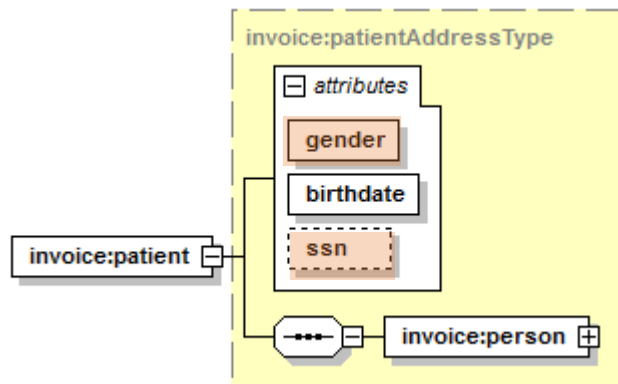 invoice:patientAddressType
attributes
gender
birthdate
ssn
invoice:patient
invoice:person